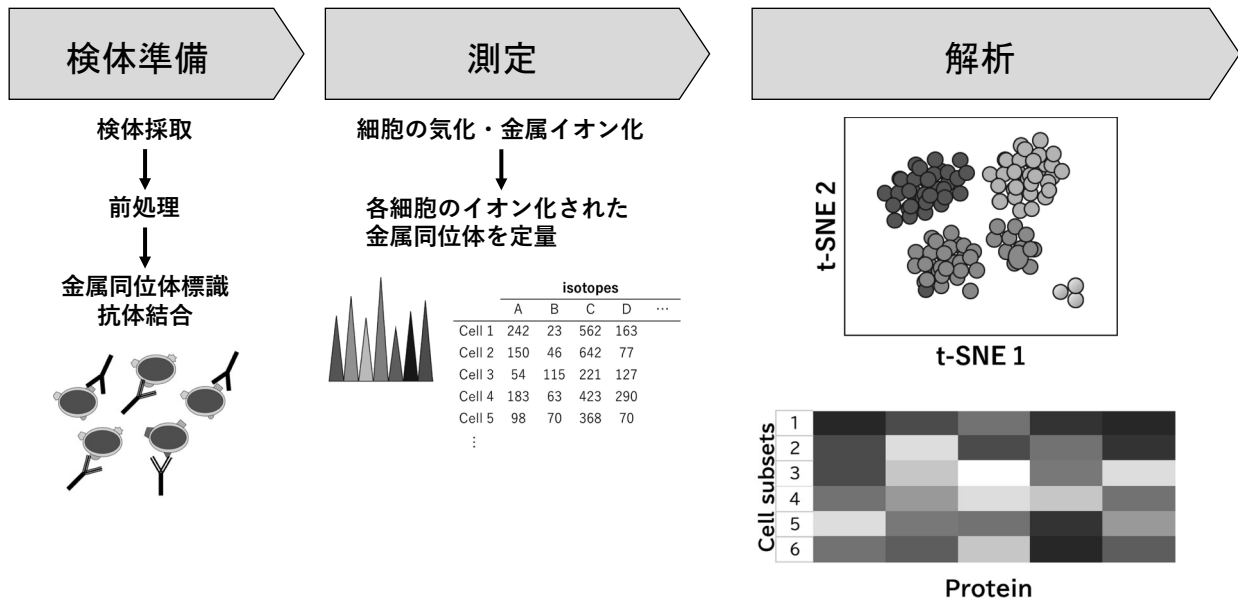 検体準備
検体採取
前処理
金属同位体標識
抗体結合
測定
細胞の気化・金属イオン化
各細胞のイオン化された
金属同位体を定量
isotopes
A B C D …
Cell 1 242 23 562 163
Cell 2 150 46 642 77
Cell 3 54 115 221 127
Cell 4 183 63 423 290
Cell 5 98 70 368 70
⋮
解析
t-SNE 2
t-SNE 1
Cell subsets
1
2
3
4
5
6
Protein